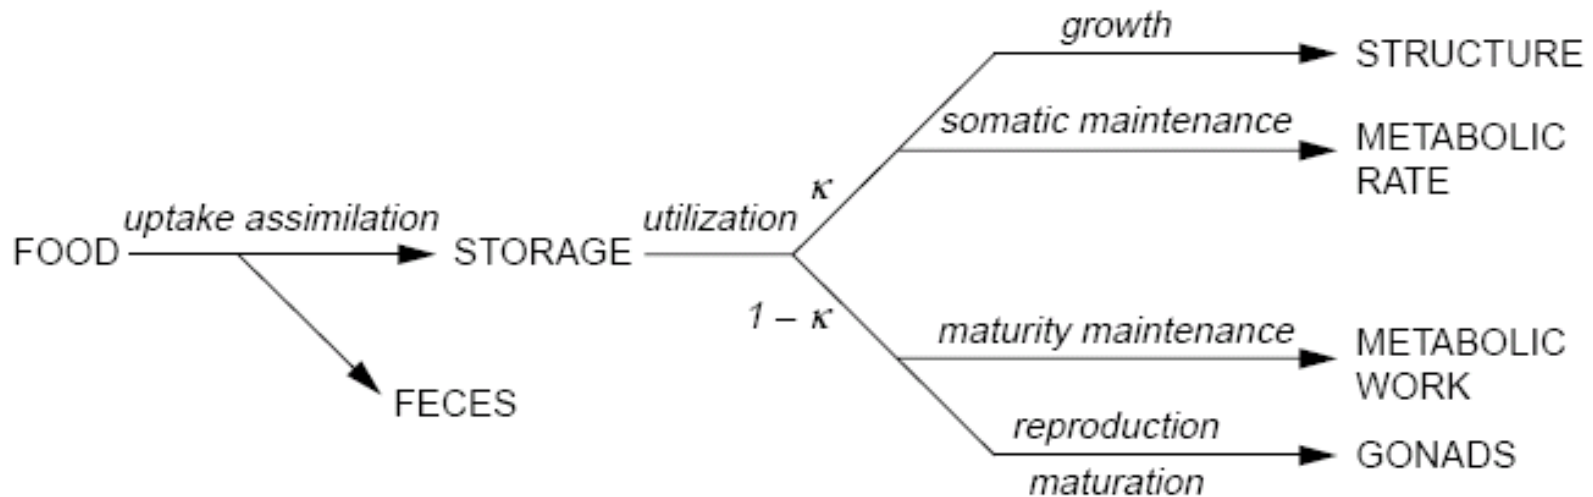 growth
STRUCTURE
somatic maintenance
METABOLIC
RATE
κ
uptake assimilation
utilization
FOOD
STORAGE
1 – κ
maturity maintenance
METABOLIC
WORK
FECES
reproduction
GONADS
maturation